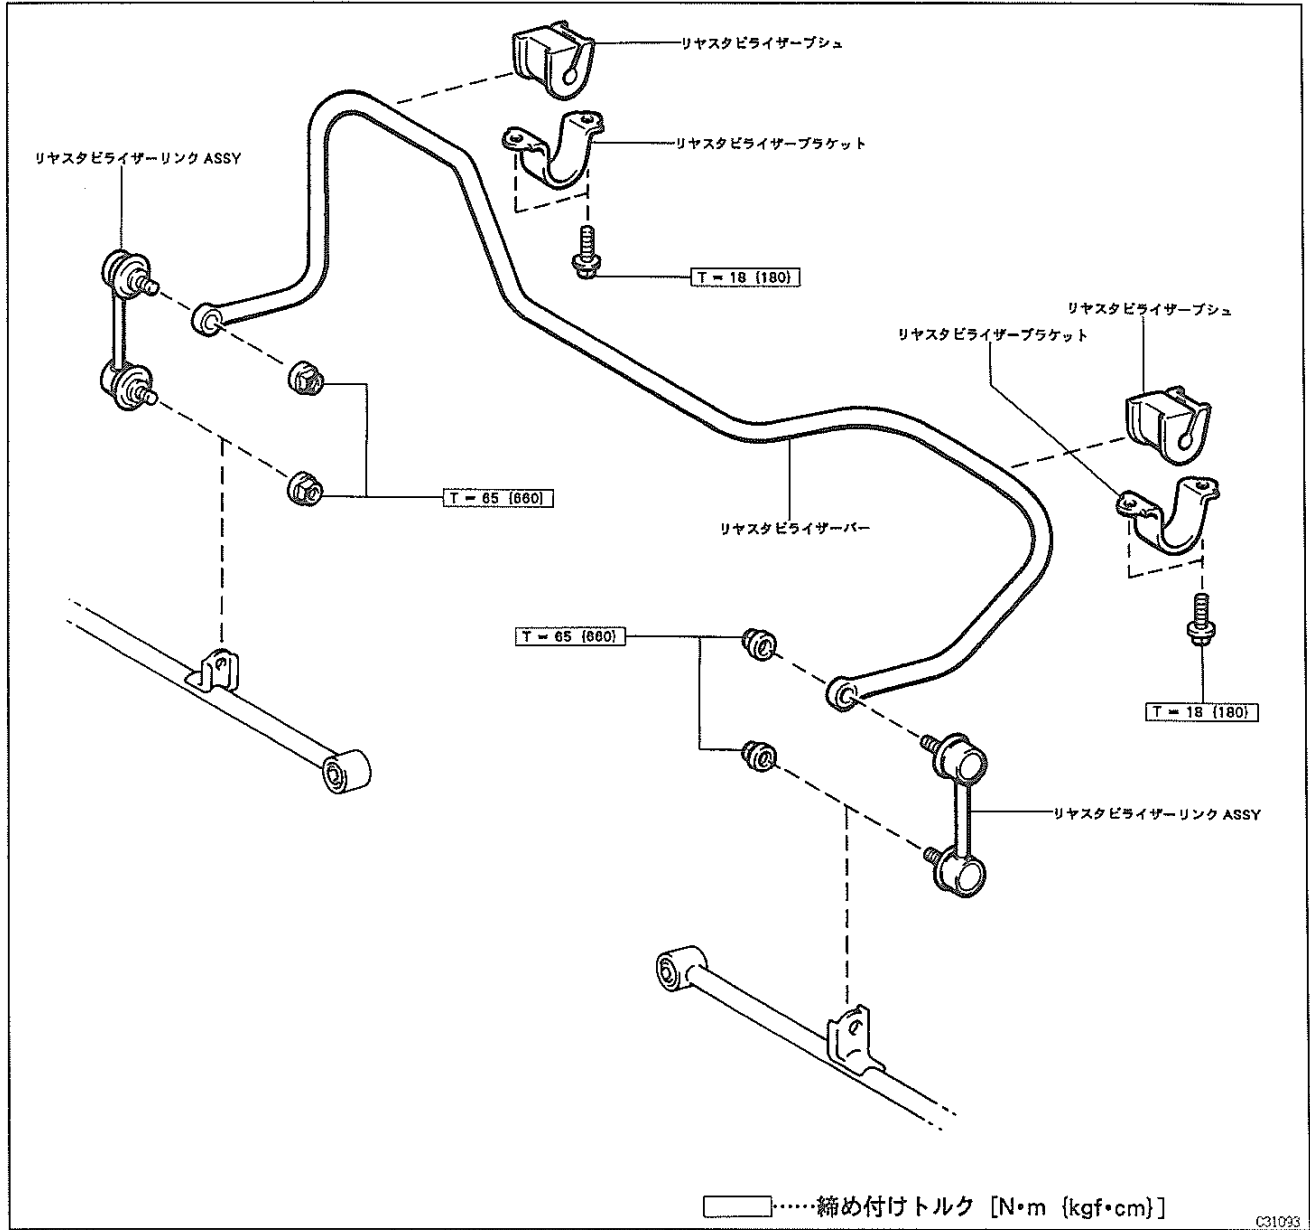 リヤスタビライザーブシュ
リヤスタビライザーブラケット
リヤスタビライザーリンク ASSY
T = 18 {180}
リヤスタビライザーブシュ
リヤスタビライザーブラケット
T = 65 {660}
リヤスタビライザーバー
T = 65 {660}
T = 18 {180}
リヤスタビライザーリンク ASSY
……締め付けトルク [N・m {kgf・cm}]
C31093